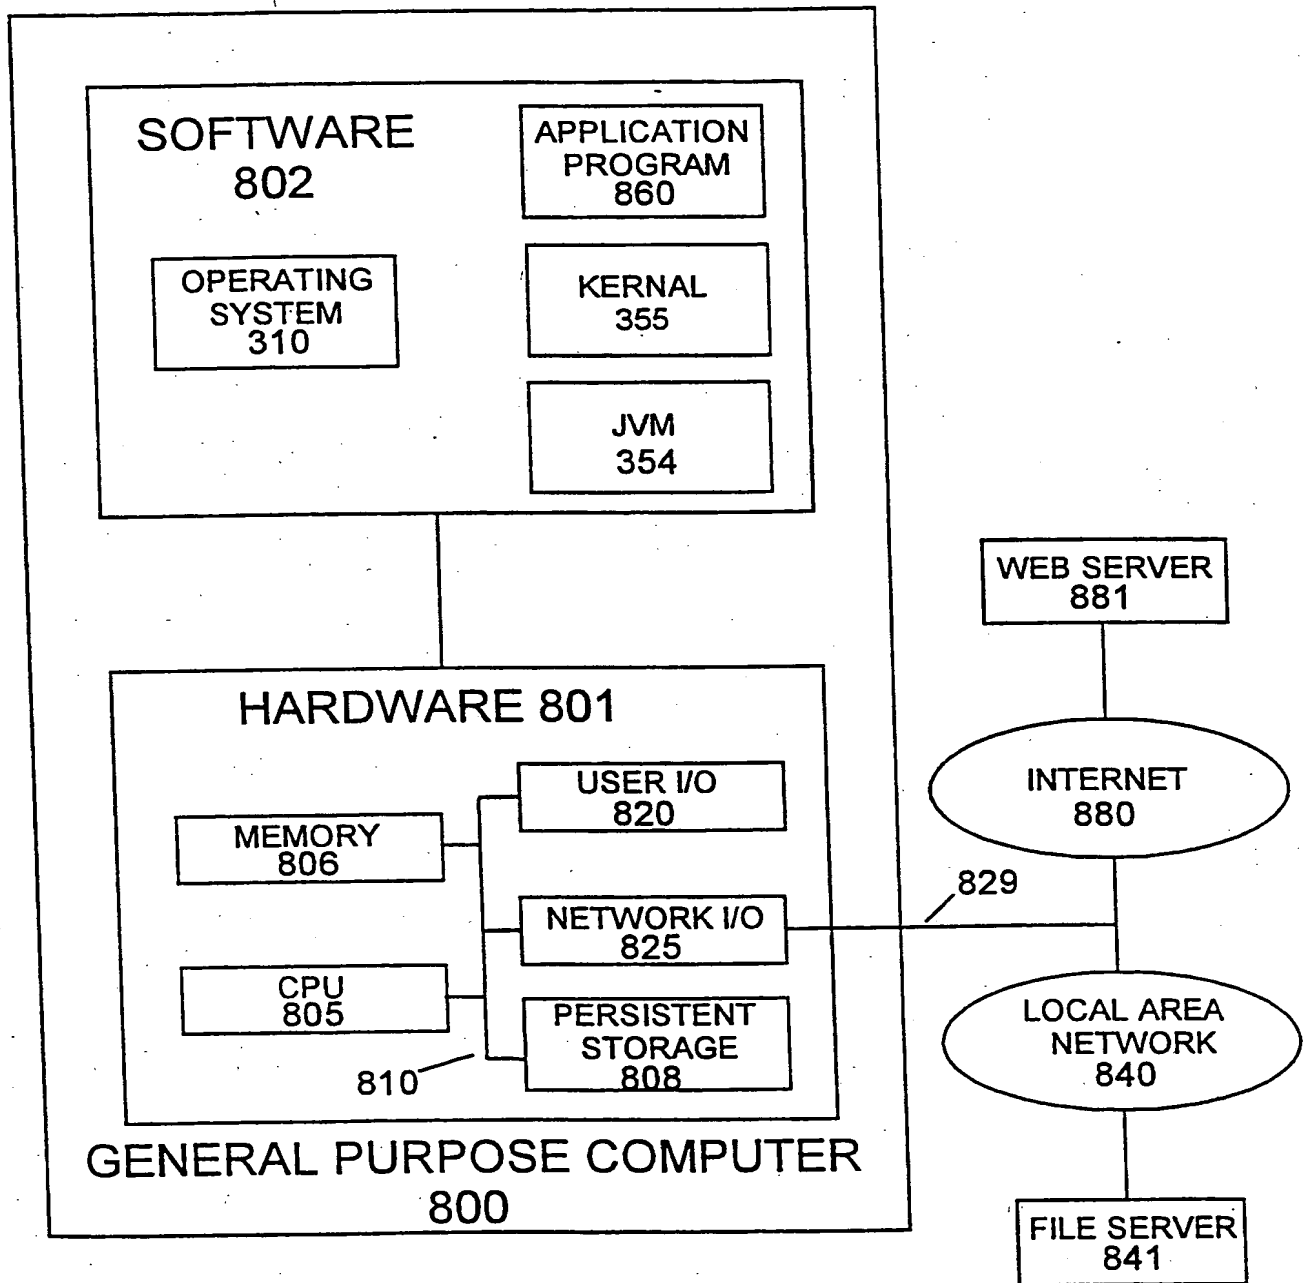 SOFTWARE
802
APPLICATION
PROGRAM
860
OPERATING
SYSTEM
310
KERNAL
355
JVM
354
WEB SERVER
881
HARDWARE 801
USER I/O
820
INTERNET
880
MEMORY
806
829
NETWORK I/O
825
CPU
805
PERSISTENT
STORAGE
808
LOCAL AREA
NETWORK
840
810
GENERAL PURPOSE COMPUTER
800
FILE SERVER
841